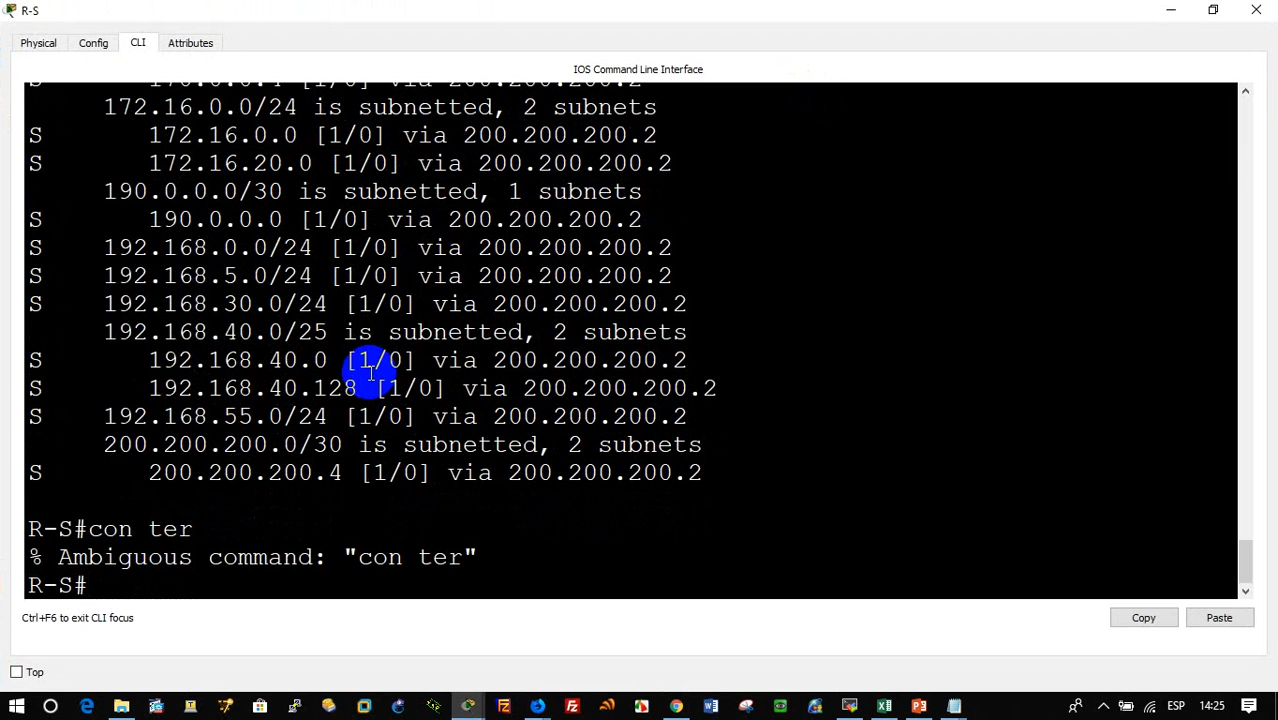 R-S
Physical Config CLI Attributes
IOS Command Line Interface
172.16.0.0/24 is subnetted, 2 subnets
S 172.16.0.0 [1/0] via 200.200.200.2
S 172.16.20.0 [1/0] via 200.200.200.2
190.0.0.0/30 is subnetted, 1 subnets
S 190.0.0.0 [1/0] via 200.200.200.2
S 192.168.0.0/24 [1/0] via 200.200.200.2
S 192.168.5.0/24 [1/0] via 200.200.200.2
S 192.168.30.0/24 [1/0] via 200.200.200.2
192.168.40.0/25 is subnetted, 2 subnets
S 192.168.40.0 [1/0] via 200.200.200.2
S 192.168.40.128 [1/0] via 200.200.200.2
S 192.168.55.0/24 [1/0] via 200.200.200.2
200.200.200.0/30 is subnetted, 2 subnets
S 200.200.200.4 [1/0] via 200.200.200.2
R-S#con ter
% Ambiguous command: "con ter"
R-S#
Ctrl+F6 to exit CLI focus
Copy Paste
Top
ESP 14:25